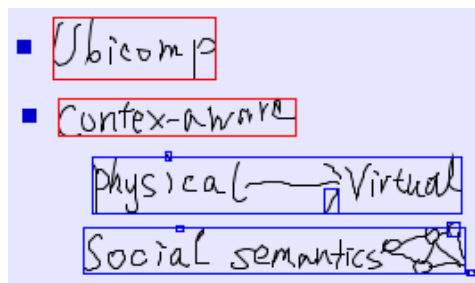 Ubicomp
Contex-aware
physical → Virtual
Social semantics